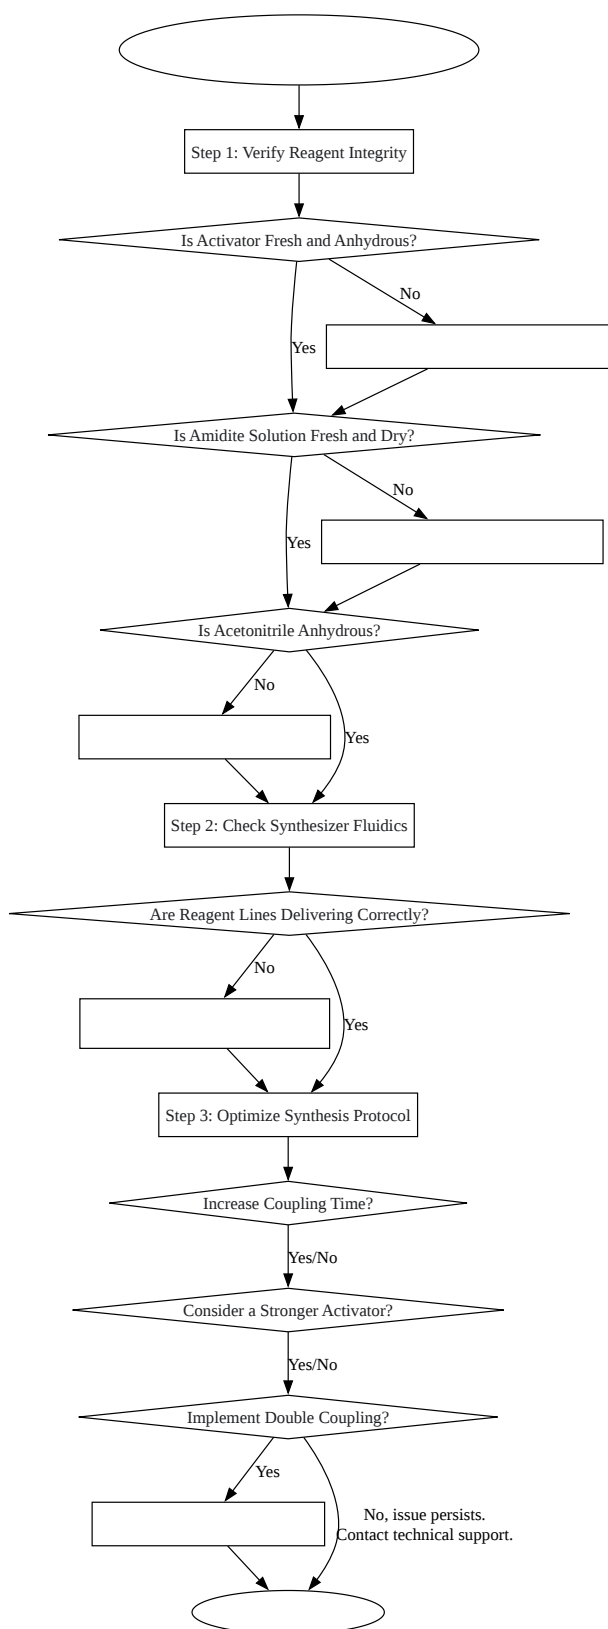 Step 1: Verify Reagent Integrity
Is Activator Fresh and Anhydrous?
No
Yes
Is Amidite Solution Fresh and Dry?
No
Yes
Is Acetonitrile Anhydrous?
No
Yes
Step 2: Check Synthesizer Fluidics
Are Reagent Lines Delivering Correctly?
No
Yes
Step 3: Optimize Synthesis Protocol
Increase Coupling Time?
Yes/No
Consider a Stronger Activator?
Yes/No
Implement Double Coupling?
Yes
No, issue persists.
Contact technical support.